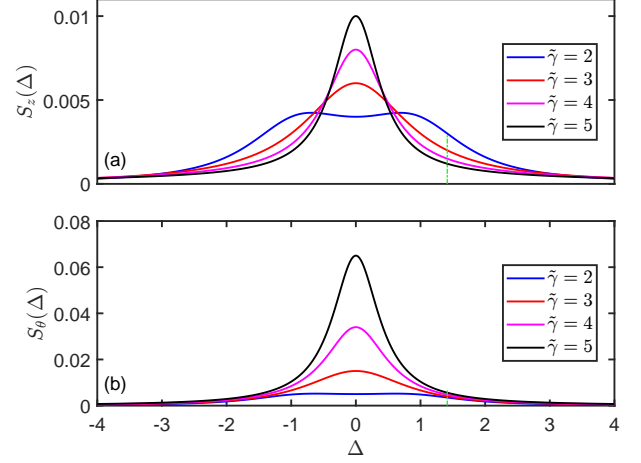 0.01
0.005
0
S_z(Δ)
(a)
γ̃ = 2
γ̃ = 3
γ̃ = 4
γ̃ = 5
0.08
0.06
0.04
0.02
0
S_θ(Δ)
(b)
γ̃ = 2
γ̃ = 3
γ̃ = 4
γ̃ = 5
-4 -3 -2 -1 0 1 2 3 4
Δ